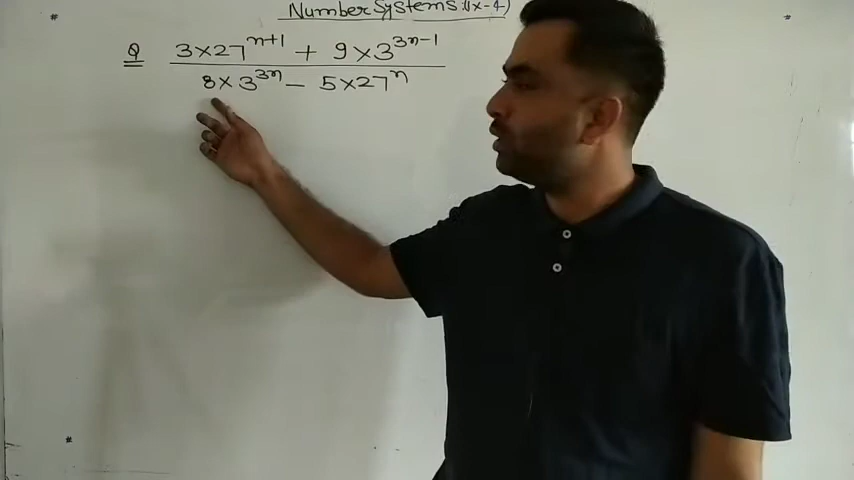 Number Systems (IX-4)
Q 3×27^{n+1} + 9×3^{3n-1}
8×3^{3n} - 5×27^{n}